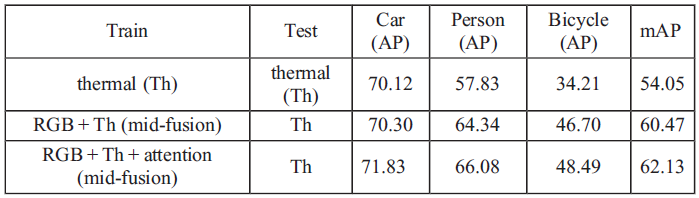 Train Test Car (AP) Person (AP) Bicycle (AP) mAP
thermal (Th) thermal (Th) 70.12 57.83 34.21 54.05
RGB + Th (mid-fusion) Th 70.30 64.34 46.70 60.47
RGB + Th + attention (mid-fusion) Th 71.83 66.08 48.49 62.13